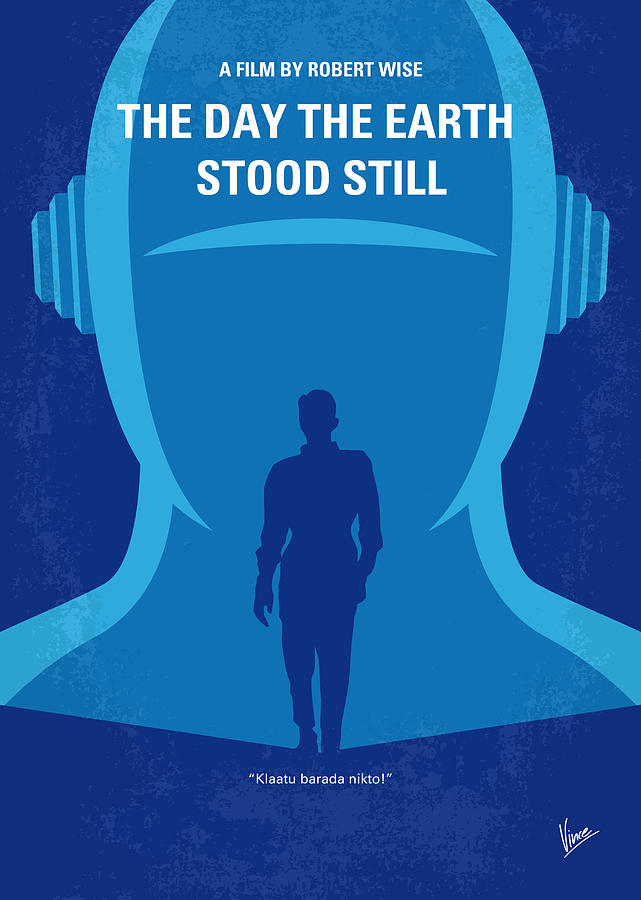 A FILM BY ROBERT WISE
THE DAY THE EARTH
STOOD STILL
“Klaatu barada nikto!”
Vince